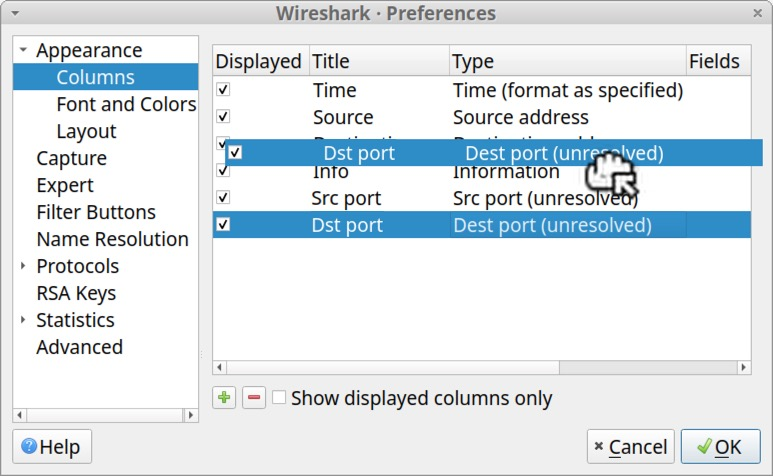 Wireshark · Preferences
Appearance
Columns
Font and Colors
Layout
Capture
Expert
Filter Buttons
Name Resolution
Protocols
RSA Keys
Statistics
Advanced
Displayed Title Type Fields
Time Time (format as specified)
Source Source address
Dst port Dest port (unresolved)
Info Information
Src port Src port (unresolved)
Dst port Dest port (unresolved)
Show displayed columns only
Help
Cancel
OK